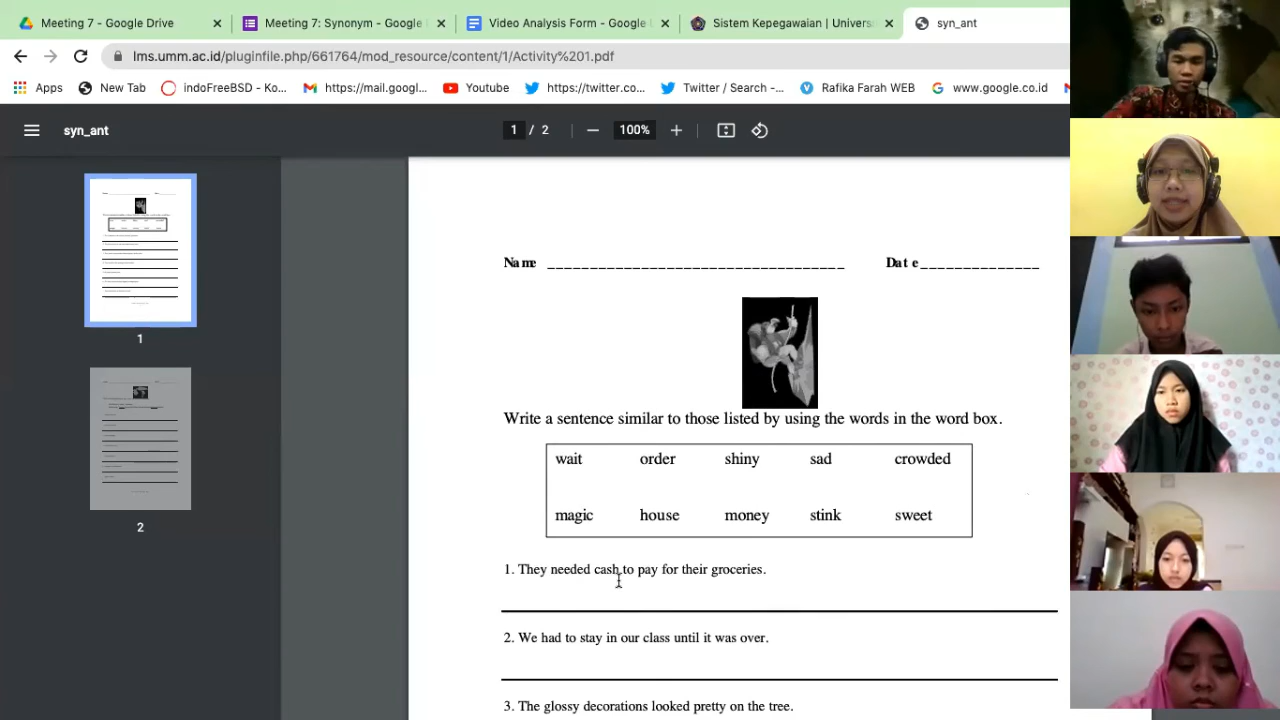 Meeting 7 - Google Drive
Meeting 7: Synonym - Google
Video Analysis Form - Google
Sistem Kepegawaian | Univers
syn_ant
lms.umm.ac.id/pluginfile.php/661764/mod_resource/content/1/Activity%201.pdf
Apps
New Tab
indoFreeBSD - Ko...
https://mail.googl...
Youtube
https://twitter.co...
Twitter / Search -...
Rafika Farah WEB
www.google.co.id
syn_ant
1 / 2
100%
1
2
Name ___________________________________ Date______________
Write a sentence similar to those listed by using the words in the word box.
wait order shiny sad crowded
magic house money stink sweet
1. They needed cash to pay for their groceries.
2. We had to stay in our class until it was over.
3. The glossy decorations looked pretty on the tree.